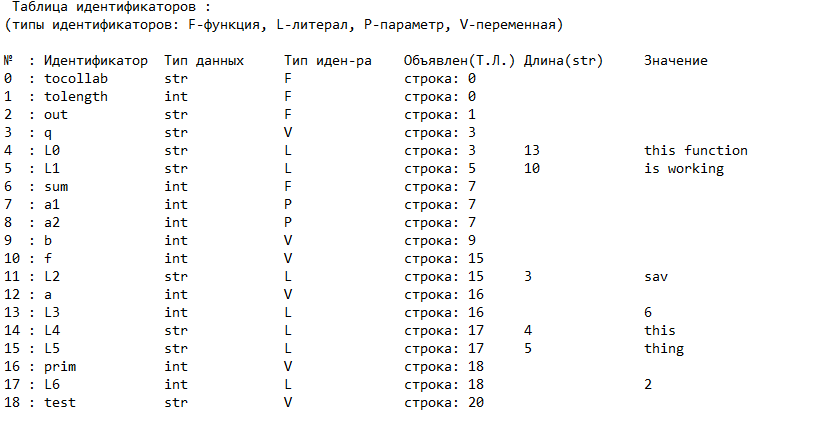 Таблица идентификаторов :
(типы идентификаторов: F-функция, L-литерал, P-параметр, V-переменная)
№ : Идентификатор Тип данных Тип иден-ра Объявлен(Т.Л.) Длина(str) Значение
0 : tocollab str F строка: 0
1 : tolength int F строка: 0
2 : out str F строка: 1
3 : q str V строка: 3
4 : L0 str L строка: 3 13 this function
5 : L1 str L строка: 5 10 is working
6 : sum int F строка: 7
7 : a1 int P строка: 7
8 : a2 int P строка: 7
9 : b int V строка: 9
10 : f int V строка: 15
11 : L2 str L строка: 15 3 sav
12 : a int V строка: 16
13 : L3 int L строка: 16 6
14 : L4 str L строка: 17 4 this
15 : L5 str L строка: 17 5 thing
16 : prim int V строка: 18
17 : L6 int L строка: 18 2
18 : test str V строка: 20